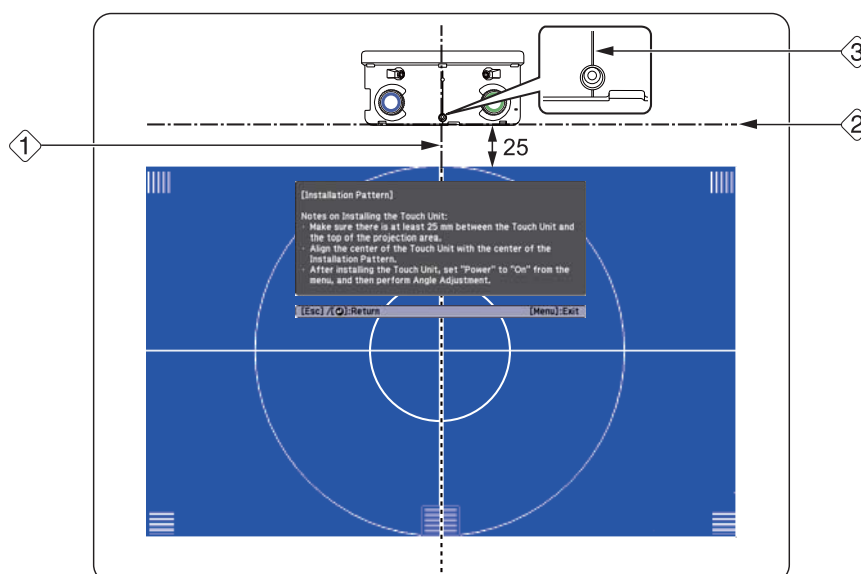 3
2
1
25
[Installation Pattern]
Notes on Installing the Touch Unit:
· Make sure there is at least 25 mm between the Touch Unit and
the top of the projection area.
· Align the center of the Touch Unit with the center of the
Installation Pattern.
· After installing the Touch Unit, set "Power" to "On" from the
menu, and then perform Angle Adjustment.
[Esc] /[⏎]:Return [Menu]:Exit